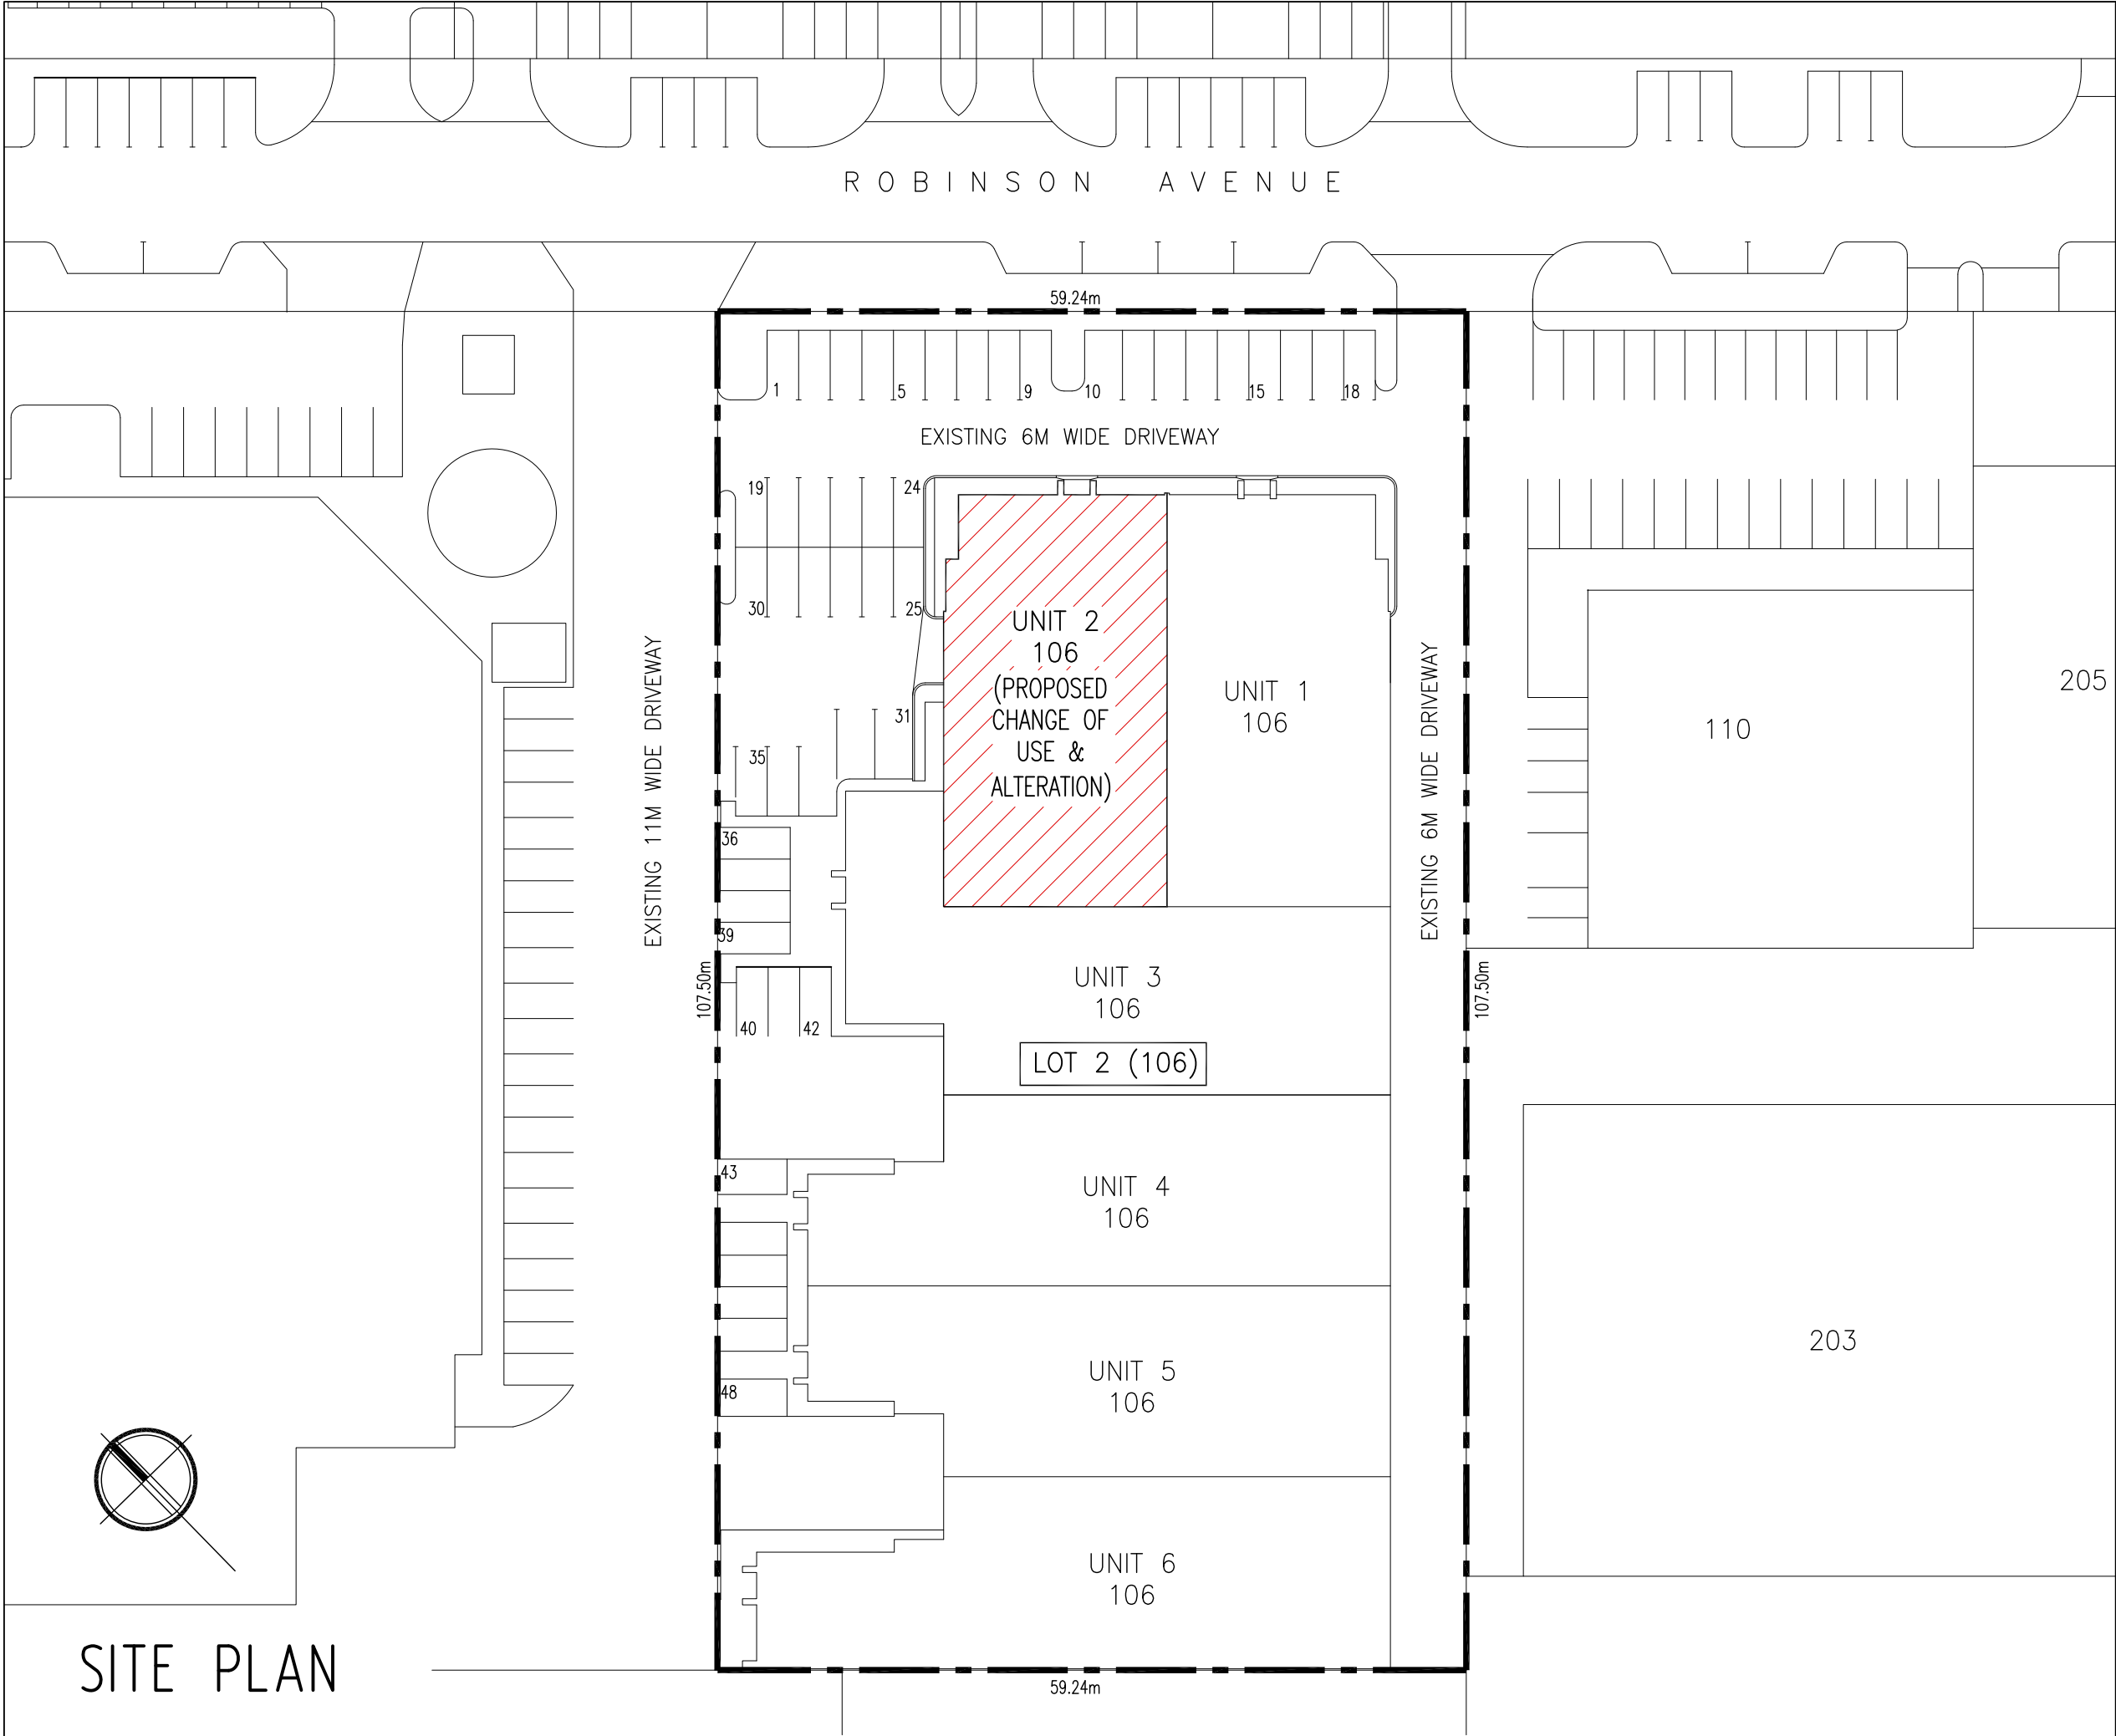 ROBINSON AVENUE
59.24m
1 5 9 10 15 18
EXISTING 6M WIDE DRIVEWAY
19 24
30 25
UNIT 2
106
(PROPOSED
CHANGE OF
USE &
ALTERATION)
UNIT 1
106
31
35
36
39
40 42
43
48
EXISTING 11M WIDE DRIVEWAY
EXISTING 6M WIDE DRIVEWAY
107.50m
107.50m
UNIT 3
106
LOT 2 (106)
UNIT 4
106
UNIT 5
106
UNIT 6
106
205
110
203
59.24m
SITE PLAN